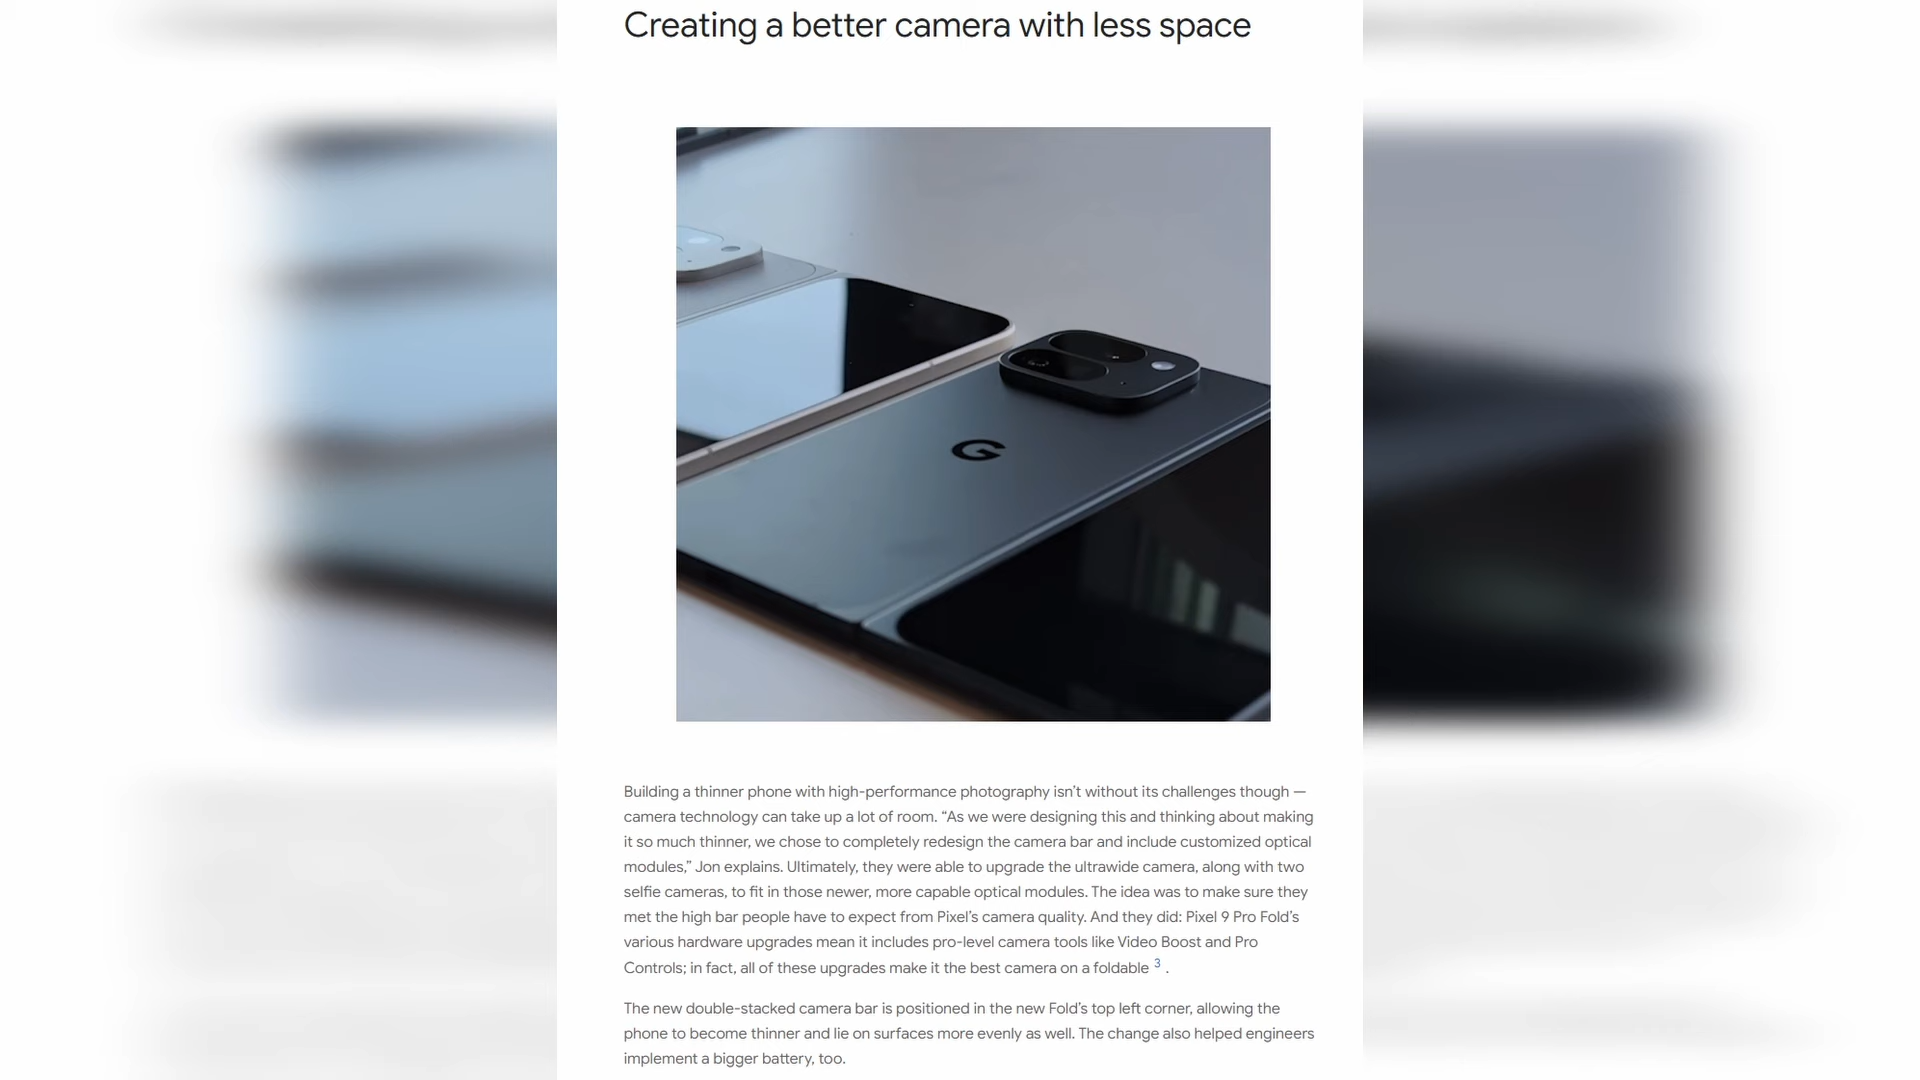 Creating a better camera with less space
G
Building a thinner phone with high-performance photography isn’t without its challenges though —
camera technology can take up a lot of room. “As we were designing this and thinking about making
it so much thinner, we chose to completely redesign the camera bar and include customized optical
modules,” Jon explains. Ultimately, they were able to upgrade the ultrawide camera, along with two
selfie cameras, to fit in those newer, more capable optical modules. The idea was to make sure they
met the high bar people have to expect from Pixel’s camera quality. And they did: Pixel 9 Pro Fold’s
various hardware upgrades mean it includes pro-level camera tools like Video Boost and Pro
Controls; in fact, all of these upgrades make it the best camera on a foldable 3 .
The new double-stacked camera bar is positioned in the new Fold’s top left corner, allowing the
phone to become thinner and lie on surfaces more evenly as well. The change also helped engineers
implement a bigger battery, too.